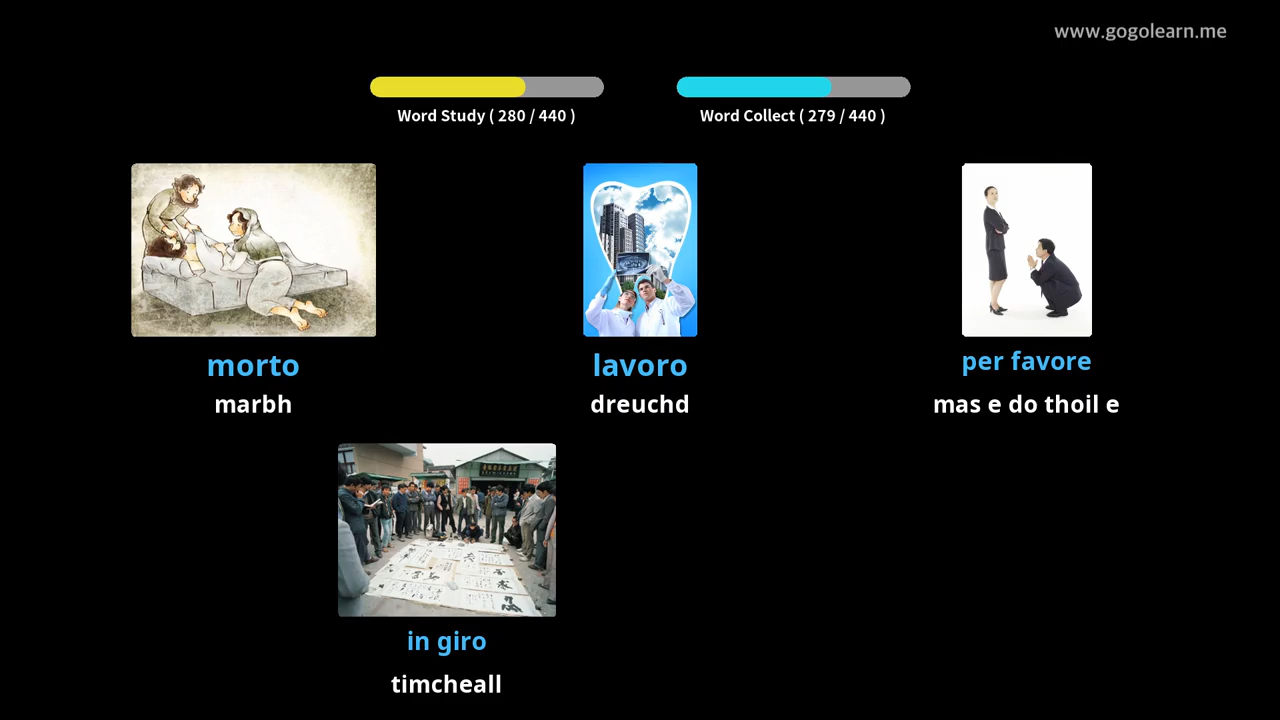 www.gogolearn.me
Word Study ( 280 / 440 )
Word Collect ( 279 / 440 )
morto
marbh
lavoro
dreuchd
per favore
mas e do thoil e
in giro
timcheall